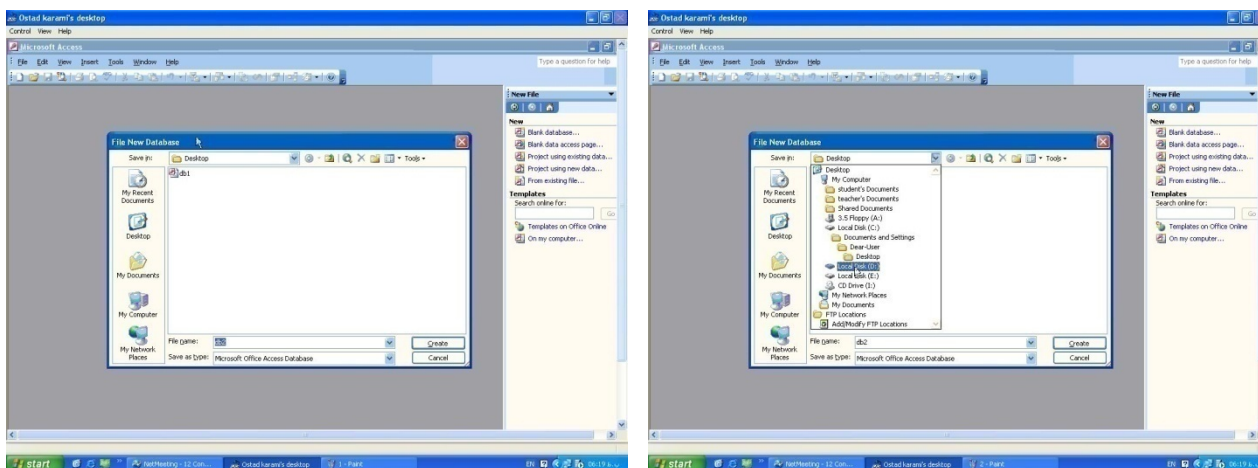 Ostad karami's desktop
Control View Help
Microsoft Access
File Edit View Insert Tools Window Help
Type a question for help
New File
New
Blank database...
Blank data access page...
Project using existing data...
Project using new data...
From existing file...
Templates
Search online for:
Go
Templates on Office Online
On my computer...
File New Database
Save in: Desktop
Tools
db1
My Recent Documents
Desktop
My Documents
My Computer
My Network Places
File name: db2
Save as type: Microsoft Office Access Database
Create
Cancel
start
NetMeeting - 12 Con...
Ostad karami's desktop
1 - Paint
EN
06:19
Ostad karami's desktop
Control View Help
Microsoft Access
File Edit View Insert Tools Window Help
Type a question for help
New File
New
Blank database...
Blank data access page...
Project using existing data...
Project using new data...
From existing file...
Templates
Search online for:
Go
Templates on Office Online
On my computer...
File New Database
Save in: Desktop
Tools
Desktop
My Computer
student's Documents
teacher's Documents
Shared Documents
3.5 Floppy (A:)
Local Disk (C:)
Documents and Settings
Dear-User
Desktop
Local Disk (D:)
Local Disk (E:)
CD Drive (I:)
My Network Places
My Documents
FTP Locations
Add/Modify FTP Locations
My Recent Documents
Desktop
My Documents
My Computer
My Network Places
File name: db2
Save as type: Microsoft Office Access Database
Create
Cancel
start
NetMeeting - 12 Con...
Ostad karami's desktop
2 - Paint
EN
06:19